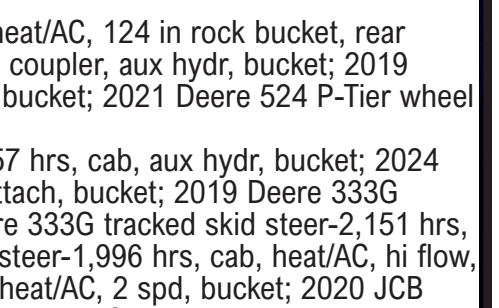 heat/AC, 124 in rock bucket, rear
coupler, aux hydr, bucket; 2019
bucket; 2021 Deere 524 P-Tier wheel
57 hrs, cab, aux hydr, bucket; 2024
ttach, bucket; 2019 Deere 333G
re 333G tracked skid steer-2,151 hrs,
steer-1,996 hrs, cab, heat/AC, hi flow,
heat/AC, 2 spd, bucket; 2020 JCB